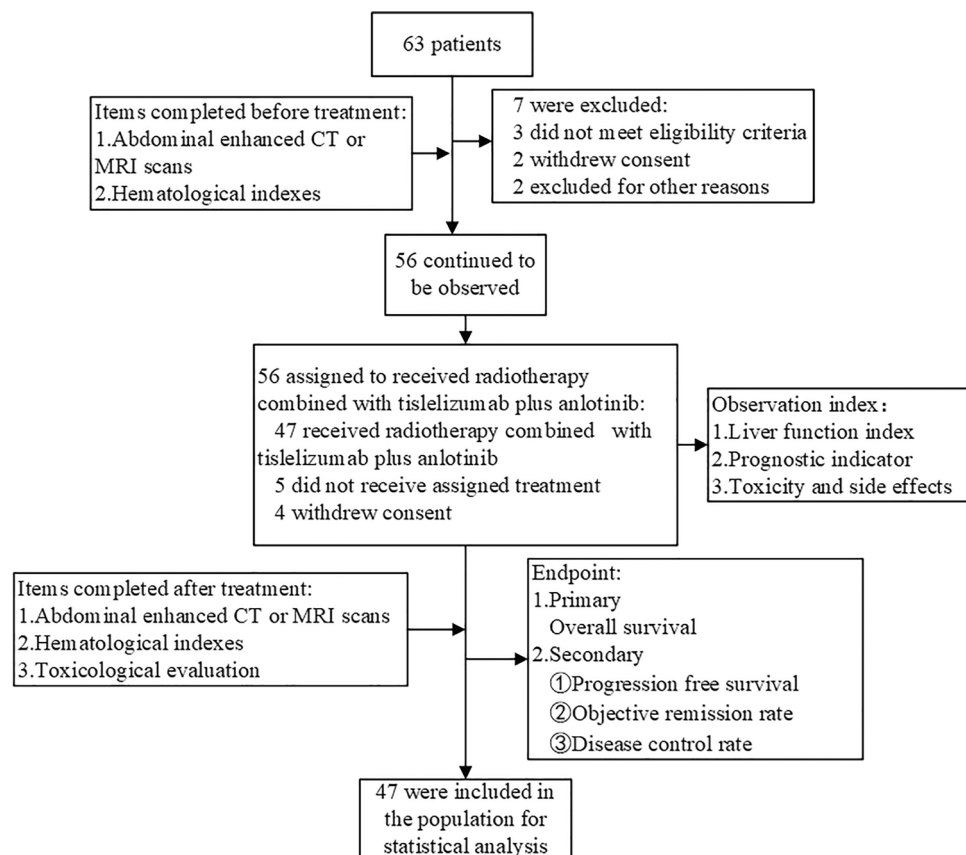 63 patients
Items completed before treatment:
1.Abdominal enhanced CT or
MRI scans
2.Hematological indexes
7 were excluded:
3 did not meet eligibility criteria
2 withdrew consent
2 excluded for other reasons
56 continued to
be observed
56 assigned to received radiotherapy
combined with tislelizumab plus anlotinib:
47 received radiotherapy combined with
tislelizumab plus anlotinib
5 did not receive assigned treatment
4 withdrew consent
Observation index：
1.Liver function index
2.Prognostic indicator
3.Toxicity and side effects
Items completed after treatment:
1.Abdominal enhanced CT or MRI scans
2.Hematological indexes
3.Toxicological evaluation
Endpoint:
1.Primary
Overall survival
2.Secondary
①Progression free survival
②Objective remission rate
③Disease control rate
47 were included in
the population for
statistical analysis